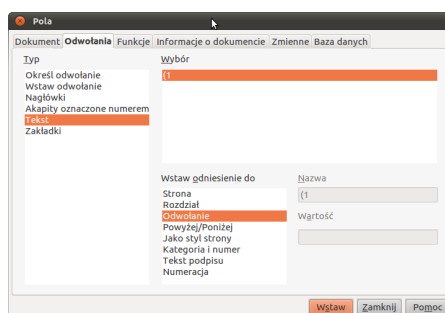 Pola
Dokument Odwołania Funkcje Informacje o dokumencie Zmienne Baza danych
Typ
Określ odwołanie
Wstaw odwołanie
Nagłówki
Akapity oznaczone numerem
Tekst
Zakładki
Wybór
(1
Wstaw odniesienie do
Strona
Rozdział
Odwołanie
Powyżej/Poniżej
Jako styl strony
Kategoria i numer
Tekst podpisu
Numeracja
Nazwa
(1
Wartość
Wstaw Zamknij Pomoc